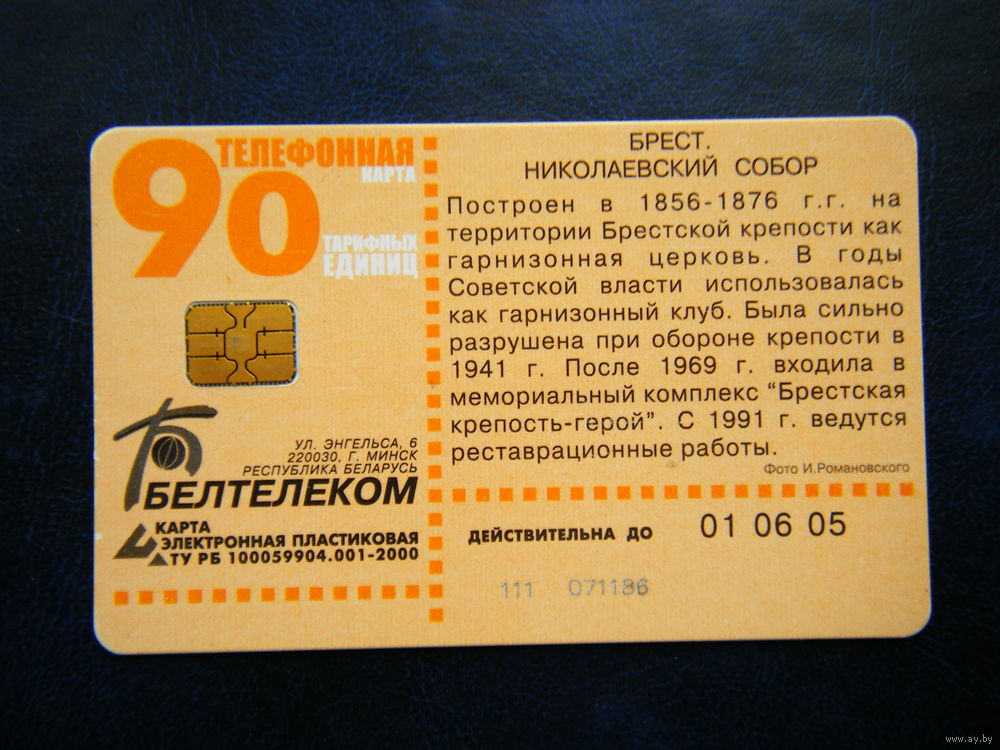 90
ТЕЛЕФОННАЯ
КАРТА
ТАРИФНЫХ
ЕДИНИЦ
УЛ. ЭНГЕЛЬСА, 6
220030, Г. МИНСК
РЕСПУБЛИКА БЕЛАРУСЬ
БЕЛТЕЛЕКОМ
КАРТА
ЭЛЕКТРОННАЯ ПЛАСТИКОВАЯ
ТУ РБ 100059904.001-2000
БРЕСТ.
НИКОЛАЕВСКИЙ СОБОР
Построен в 1856-1876 г.г. на
территории Брестской крепости как
гарнизонная церковь. В годы
Советской власти использовалась
как гарнизонный клуб. Была сильно
разрушена при обороне крепости в
1941 г. После 1969 г. входила в
мемориальный комплекс "Брестская
крепость-герой". С 1991 г. ведутся
реставрационные работы.
Фото И.Романовского
ДЕЙСТВИТЕЛЬНА ДО 01 06 05
111 071186
www.ay.by